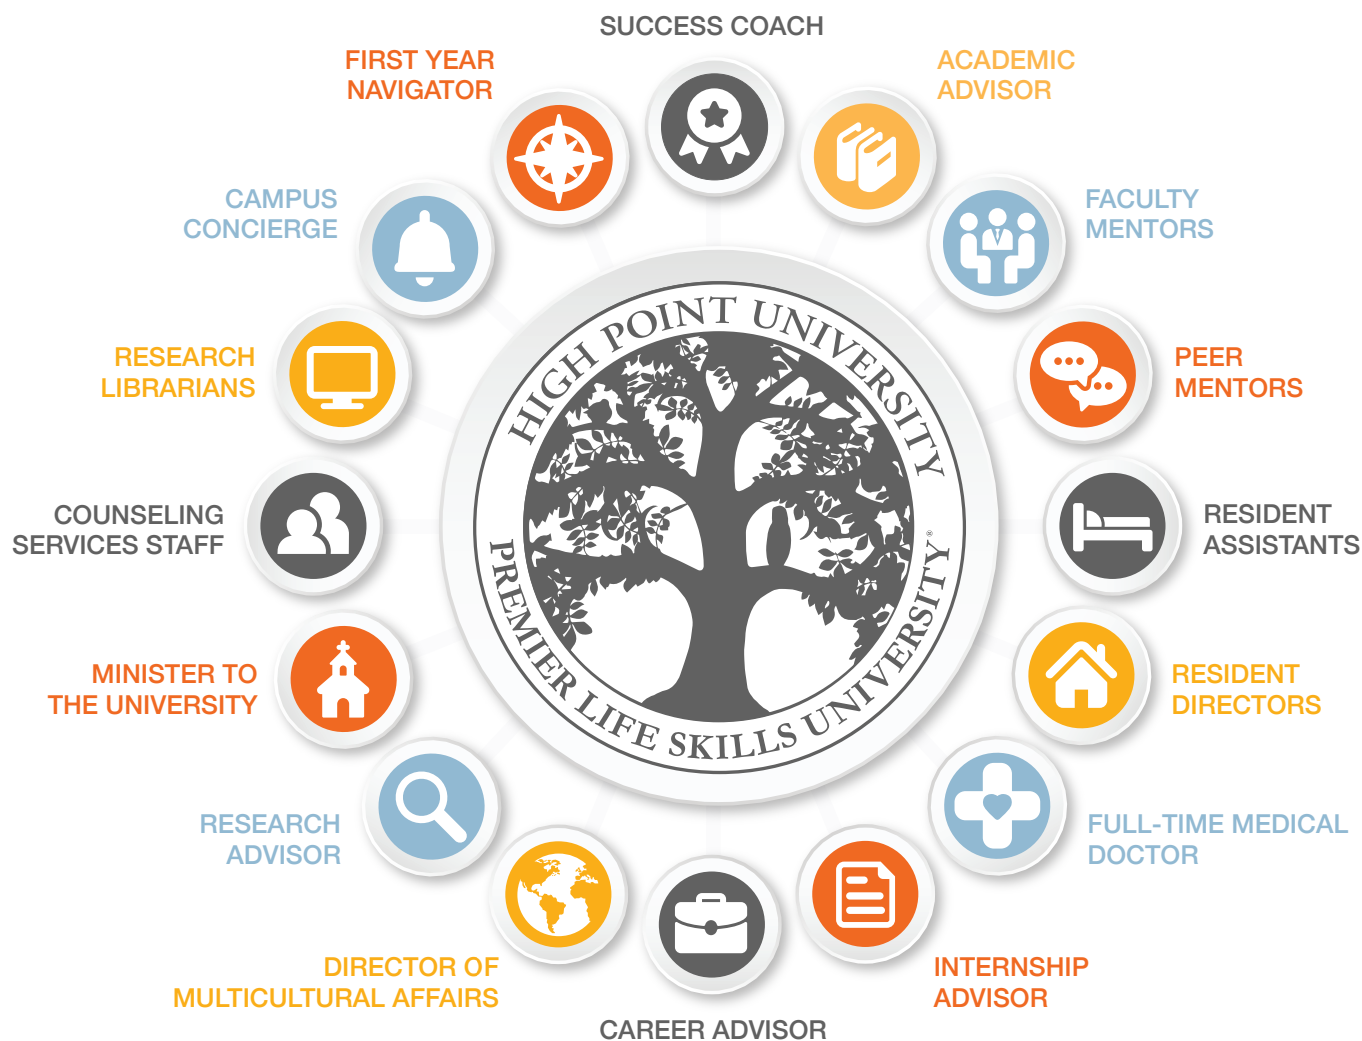 SUCCESS COACH
FIRST YEAR
NAVIGATOR
ACADEMIC
ADVISOR
CAMPUS
CONCIERGE
FACULTY
MENTORS
RESEARCH
LIBRARIANS
PEER
MENTORS
COUNSELING
SERVICES STAFF
RESIDENT
ASSISTANTS
HIGH POINT UNIVERSITY
PREMIER LIFE SKILLS UNIVERSITY®
MINISTER TO
THE UNIVERSITY
RESIDENT
DIRECTORS
RESEARCH
ADVISOR
FULL-TIME MEDICAL
DOCTOR
DIRECTOR OF
MULTICULTURAL AFFAIRS
INTERNSHIP
ADVISOR
CAREER ADVISOR